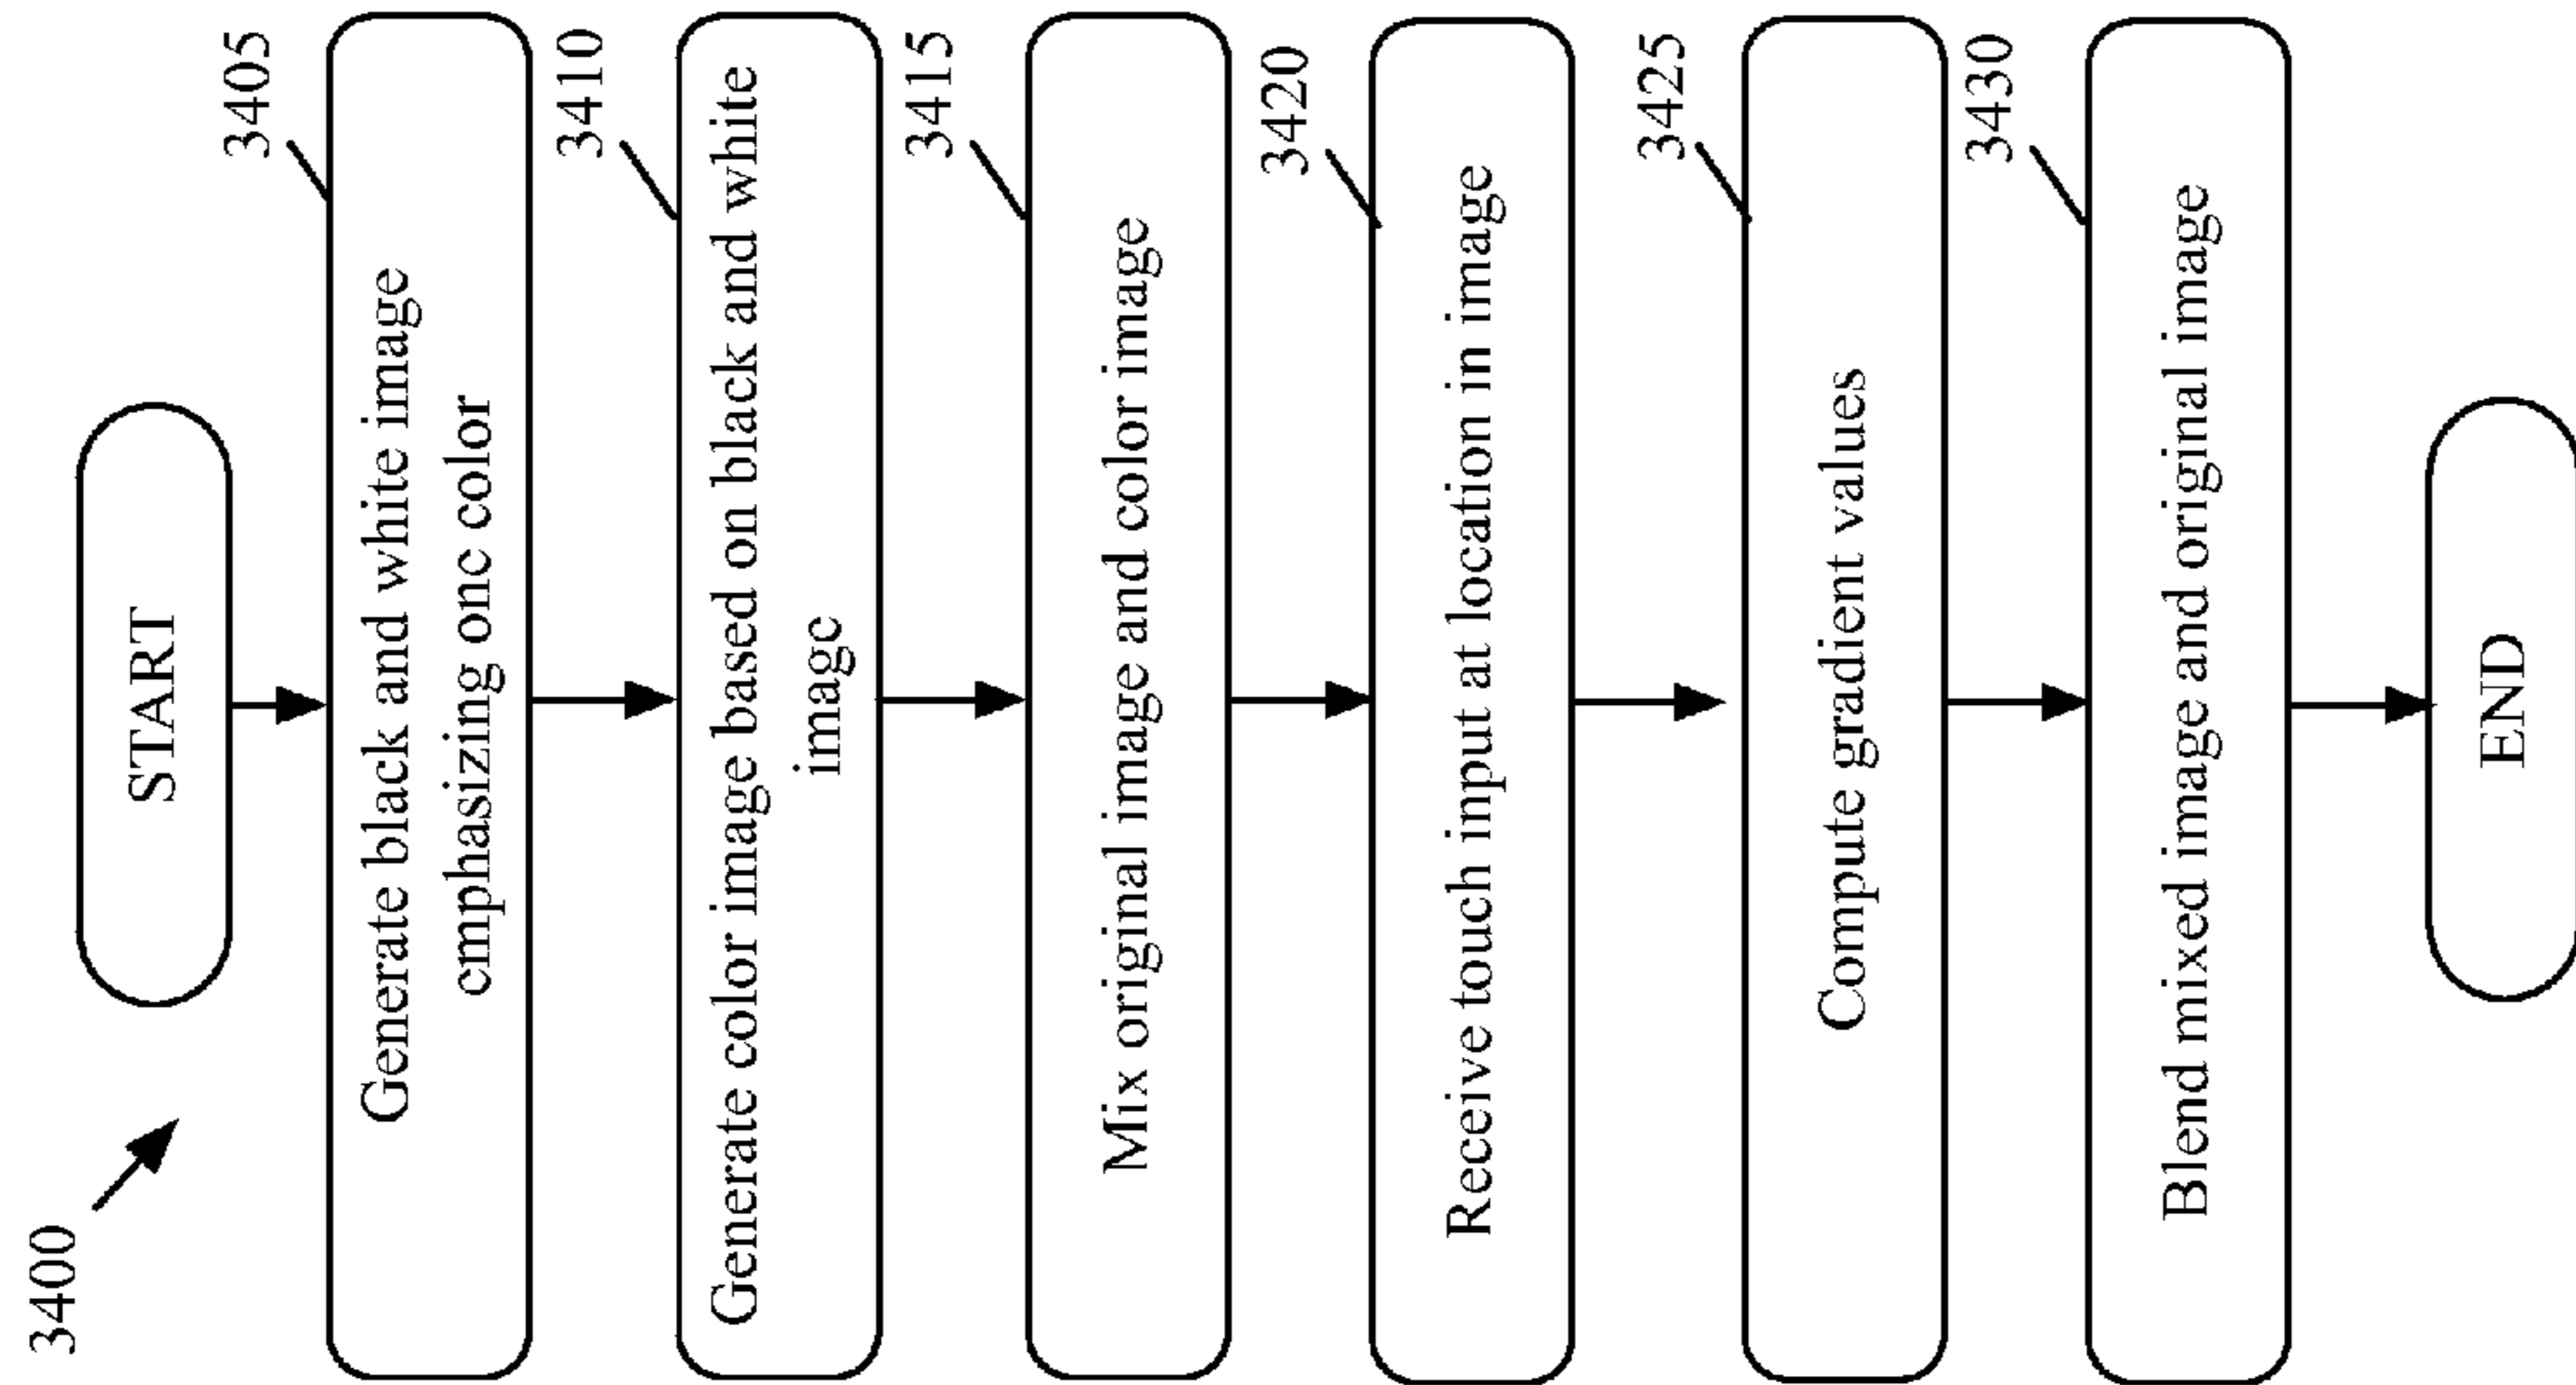 3400
START
3405
Generate black and white image
emphasizing one color
3410
Generate color image based on black and white
image
3415
Mix original image and color image
3420
Receive touch input at location in image
3425
Compute gradient values
3430
Blend mixed image and original image
END